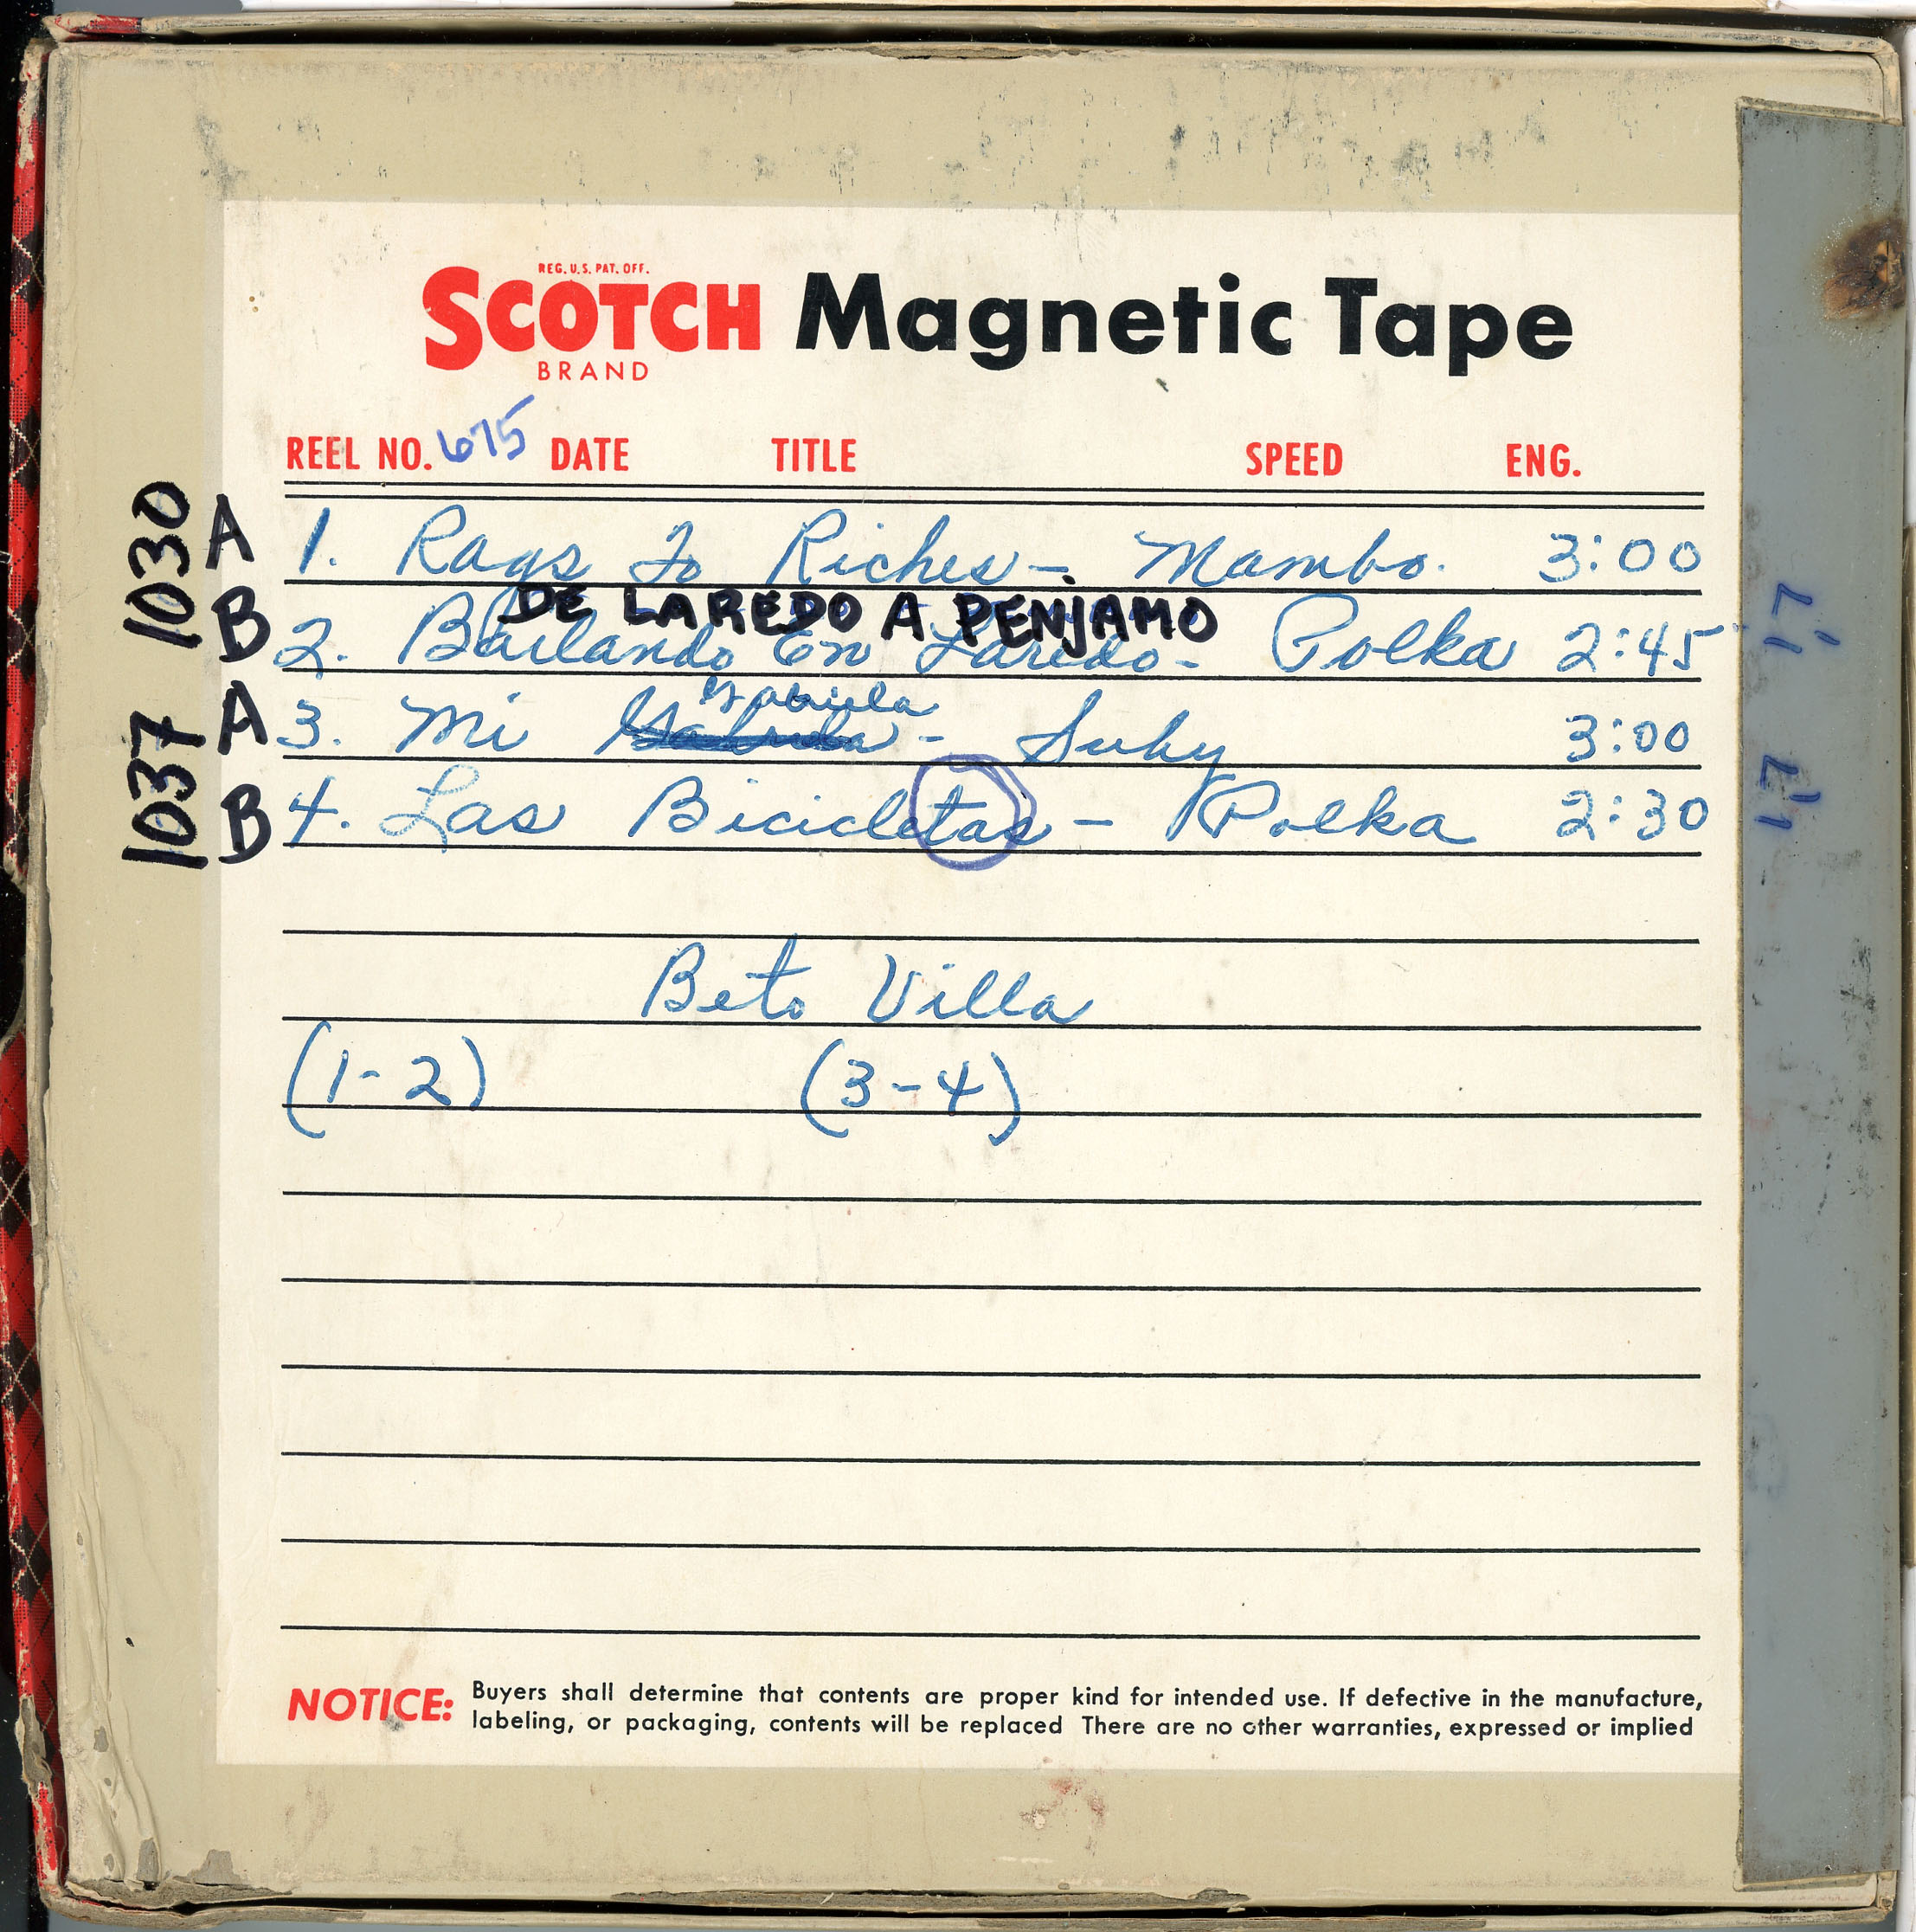 REG. U.S. PAT. OFF.
SCOTCH Magnetic Tape
BRAND
REEL NO. 675 DATE TITLE SPEED ENG.
1030
A 1. Rags To Riches - Mambo. 3:00
DE LAREDO A PENJAMO
B 2. Bailando En Laredo - Polka 2:45
1037
Gabriela
A 3. Mi - Suby 3:00
B 4. Las Bicicletas - Polka 2:30
Beto Villa
(1-2) (3-4)
17
17
NOTICE: Buyers shall determine that contents are proper kind for intended use. If defective in the manufacture,
labeling, or packaging, contents will be replaced There are no other warranties, expressed or implied